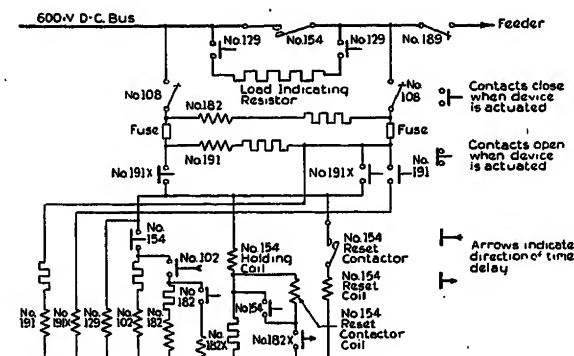 600-V D-C. Bus
No.129
No.154
No.129
No.189
Feeder
No.108
Load Indicating
Resistor
No.
108
Contacts close
when device
is actuated
No.182
Fuse
Fuse
No.191
Contacts open
when device
is actuated
No 191X
No 191X
No.
191
No.
154
No.102
No.
182
No.154
Holding
Coil
No.154
Reset
Contactor
No.154
Reset
Coil
No.154
Reset
Contactor
Coil
Arrows indicate
direction of time
delay
No.
191
No.
191X
No.
129
No.
102
No.
182
No.
182X
No154
No.182X